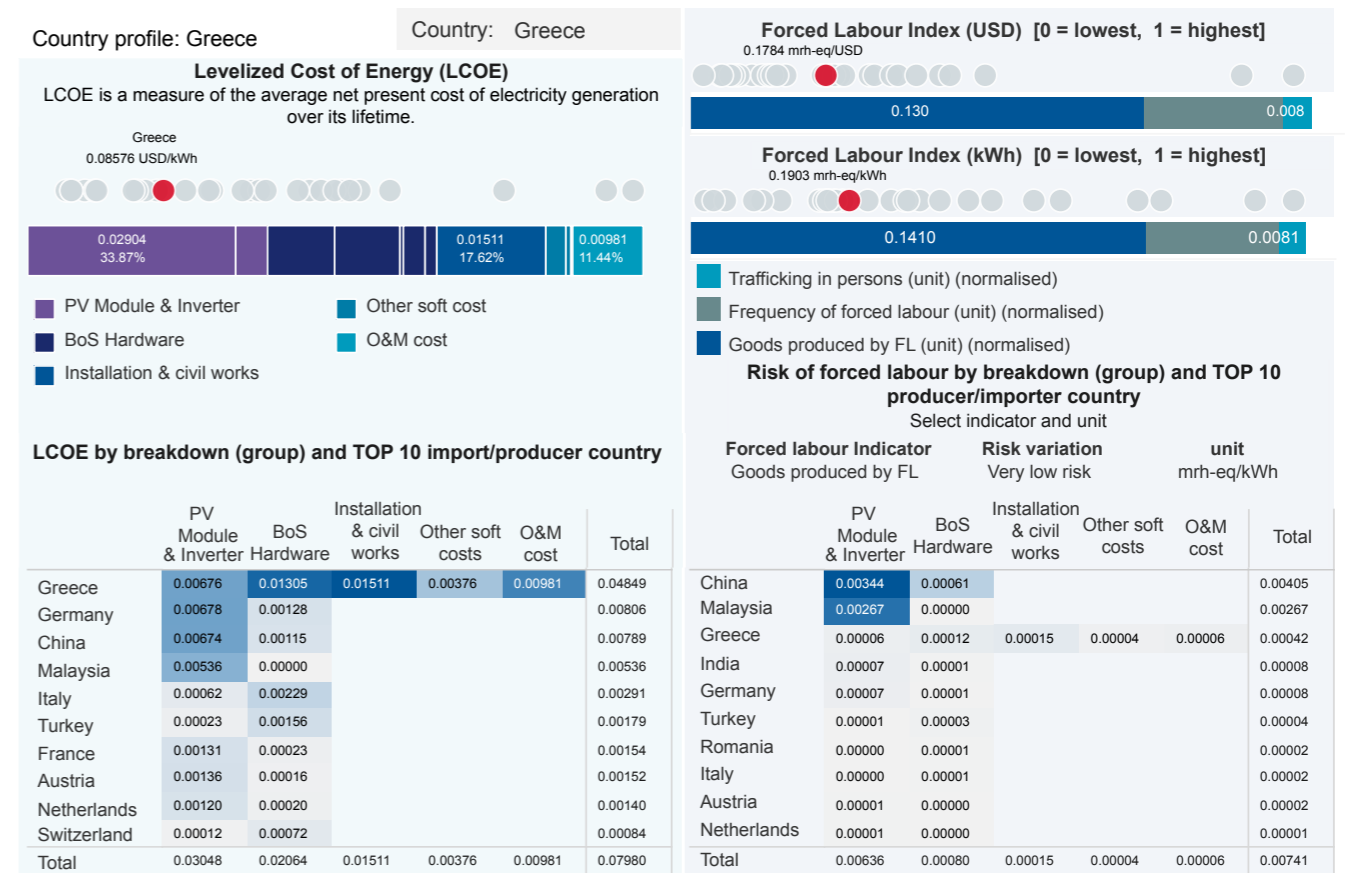 Country profile: Greece
Country: Greece
Levelized Cost of Energy (LCOE)
LCOE is a measure of the average net present cost of electricity generation
over its lifetime.
Greece
0.08576 USD/kWh
0.02904 0.01511 0.00981
33.87% 17.62% 11.44%
PV Module & Inverter
BoS Hardware
Installation & civil works
Other soft cost
O&M cost
LCOE by breakdown (group) and TOP 10 import/producer country
PV
Module
& Inverter
BoS
Hardware
Installation
& civil
works
Other soft
costs
O&M
cost
Total
Greece 0.00676 0.01305 0.01511 0.00376 0.00981 0.04849
Germany 0.00678 0.00128 0.00806
China 0.00674 0.00115 0.00789
Malaysia 0.00536 0.00000 0.00536
Italy 0.00062 0.00229 0.00291
Turkey 0.00023 0.00156 0.00179
France 0.00131 0.00023 0.00154
Austria 0.00136 0.00016 0.00152
Netherlands 0.00120 0.00020 0.00140
Switzerland 0.00012 0.00072 0.00084
Total 0.03048 0.02064 0.01511 0.00376 0.00981 0.07980
Forced Labour Index (USD) [0 = lowest, 1 = highest]
0.1784 mrh-eq/USD
0.130 0.008
Forced Labour Index (kWh) [0 = lowest, 1 = highest]
0.1903 mrh-eq/kWh
0.1410 0.0081
Trafficking in persons (unit) (normalised)
Frequency of forced labour (unit) (normalised)
Goods produced by FL (unit) (normalised)
Risk of forced labour by breakdown (group) and TOP 10
producer/importer country
Select indicator and unit
Forced labour Indicator Risk variation unit
Goods produced by FL Very low risk mrh-eq/kWh
PV
Module
& Inverter
BoS
Hardware
Installation
& civil
works
Other soft
costs
O&M
cost
Total
China 0.00344 0.00061 0.00405
Malaysia 0.00267 0.00000 0.00267
Greece 0.00006 0.00012 0.00015 0.00004 0.00006 0.00042
India 0.00007 0.00001 0.00008
Germany 0.00007 0.00001 0.00008
Turkey 0.00001 0.00003 0.00004
Romania 0.00000 0.00001 0.00002
Italy 0.00000 0.00001 0.00002
Austria 0.00001 0.00000 0.00002
Netherlands 0.00001 0.00000 0.00001
Total 0.00636 0.00080 0.00015 0.00004 0.00006 0.00741